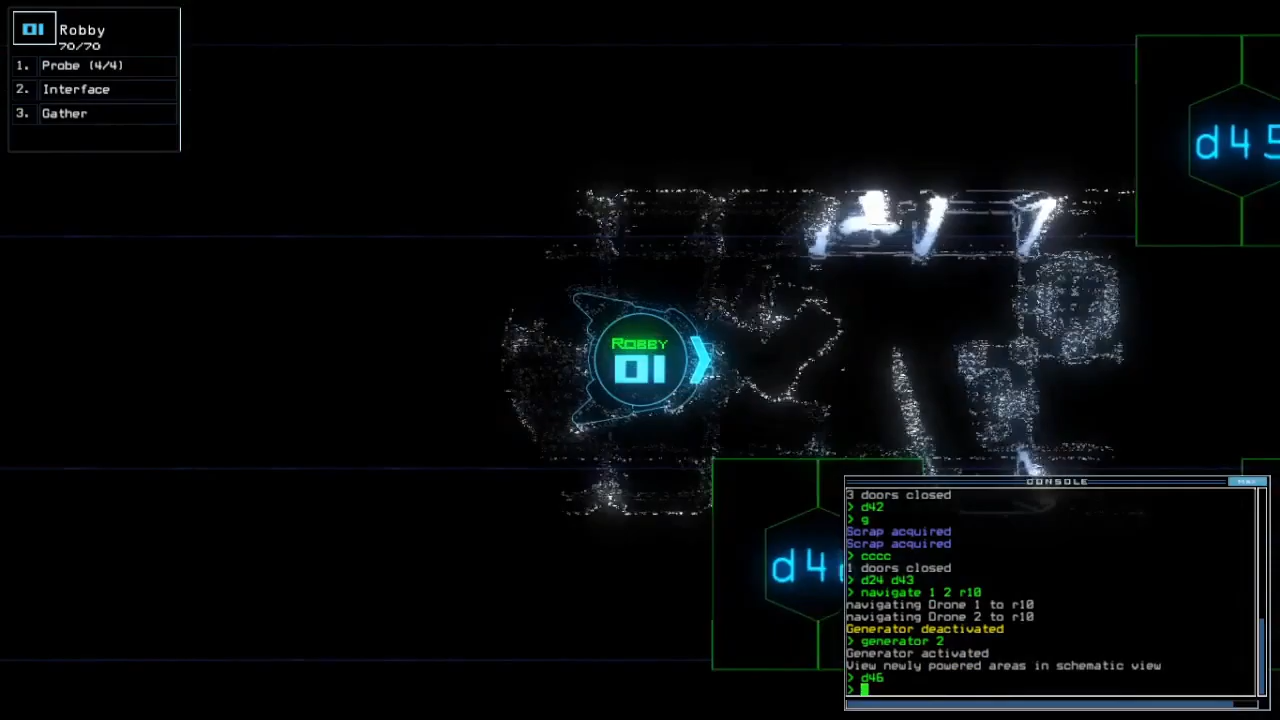 01 Robby
70/70
1. Probe (4/4)
2. Interface
3. Gather
d45
Robby
01
d4
CONSOLE
3 doors closed
> d42
> g
Scrap acquired
Scrap acquired
> cccc
1 doors closed
> d24 d43
> navigate 1 2 r10
navigating Drone 1 to r10
navigating Drone 2 to r10
Generator deactivated
> generator 2
Generator activated
View newly powered areas in schematic view
> d46
>